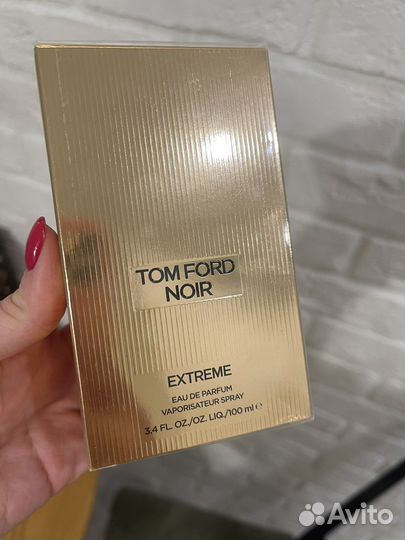 TOM FORD
NOIR
EXTREME
EAU DE PARFUM
VAPORISATEUR SPRAY
3.4 FL. OZ./OZ. LIQ./100 ml ℮
Avito